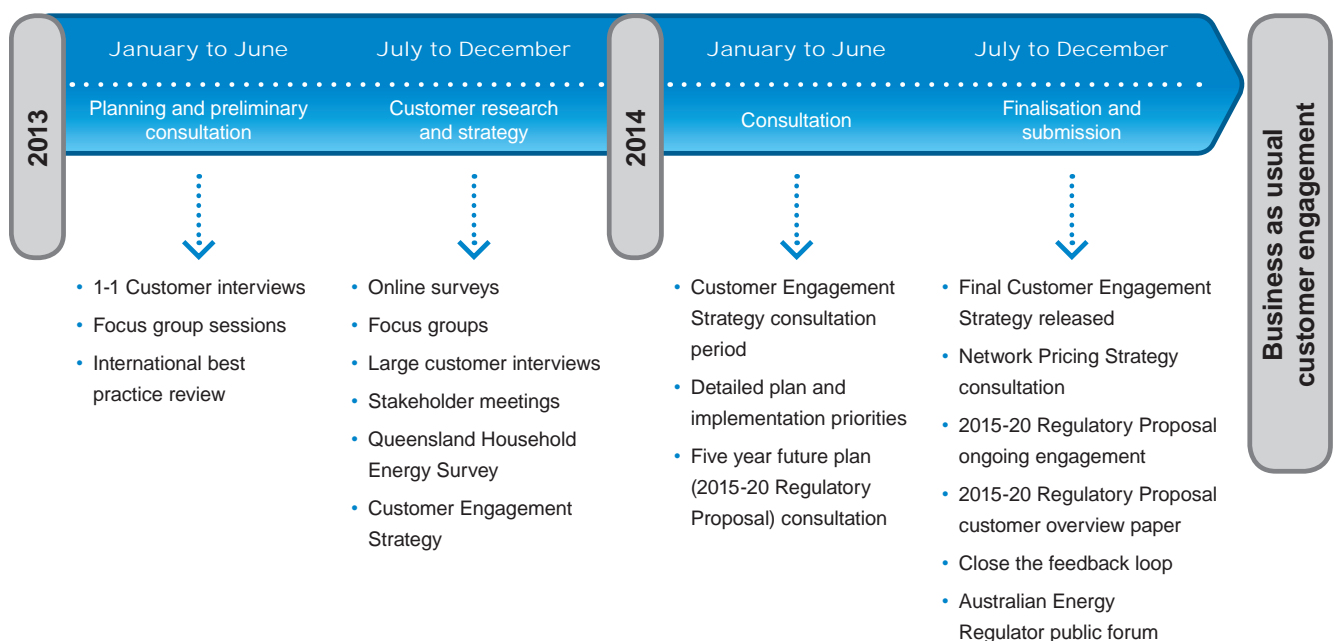 2013
January to June
Planning and preliminary
consultation
• 1-1 Customer interviews
• Focus group sessions
• International best
practice review
July to December
Customer research
and strategy
• Online surveys
• Focus groups
• Large customer interviews
• Stakeholder meetings
• Queensland Household
Energy Survey
• Customer Engagement
Strategy
2014
January to June
Consultation
• Customer Engagement
Strategy consultation
period
• Detailed plan and
implementation priorities
• Five year future plan
(2015-20 Regulatory
Proposal) consultation
July to December
Finalisation and
submission
• Final Customer Engagement
Strategy released
• Network Pricing Strategy
consultation
• 2015-20 Regulatory Proposal
ongoing engagement
• 2015-20 Regulatory Proposal
customer overview paper
• Close the feedback loop
• Australian Energy
Regulator public forum
Business as usual
customer engagement